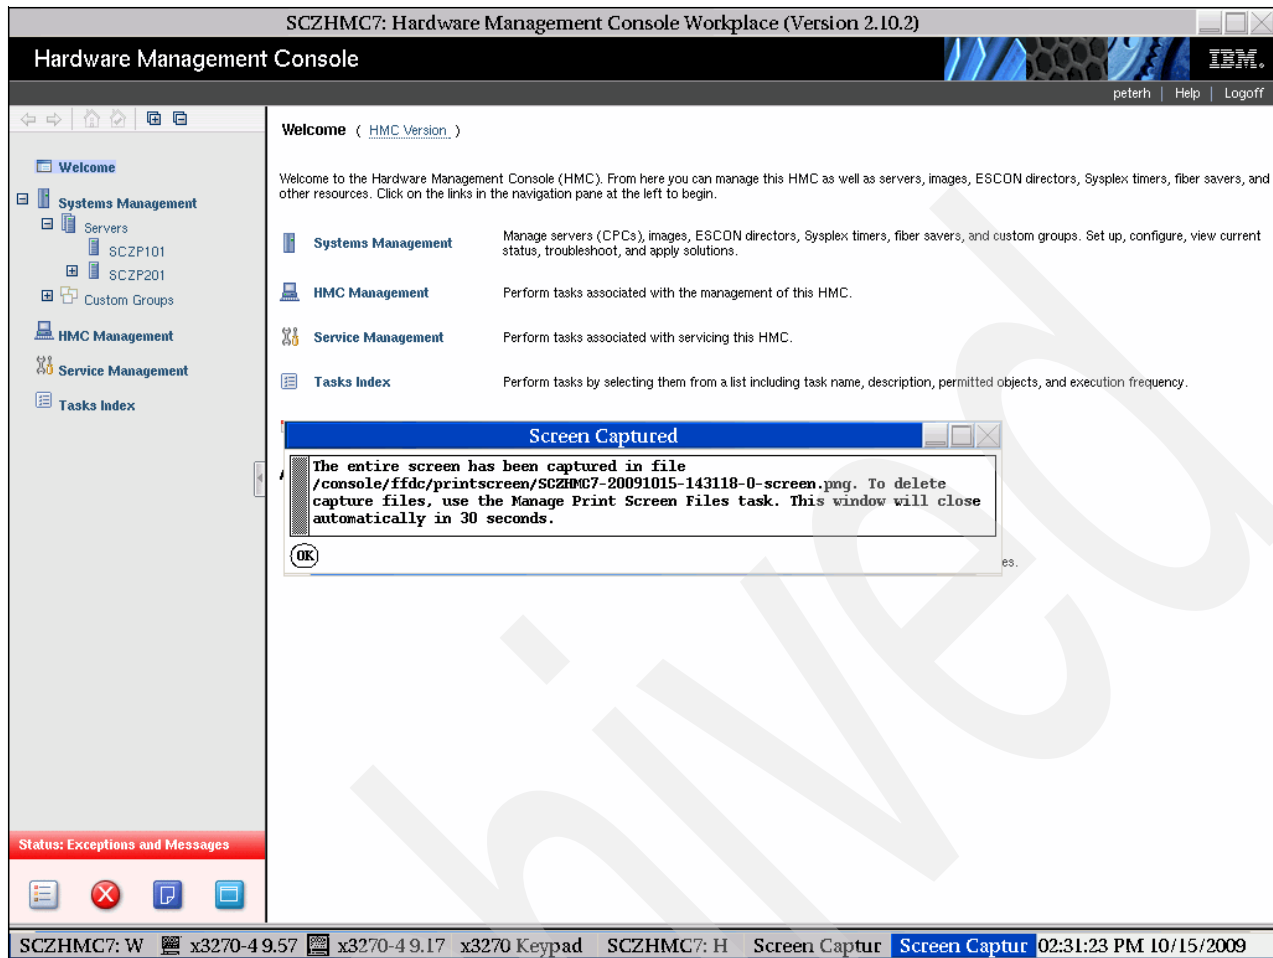 SCZHMC7: Hardware Management Console Workplace (Version 2.10.2)
Hardware Management Console
IBM.
peterh | Help | Logoff
Welcome ( HMC Version )
Welcome
Welcome to the Hardware Management Console (HMC). From here you can manage this HMC as well as servers, images, ESCON directors, Sysplex timers, fiber savers, and
other resources. Click on the links in the navigation pane at the left to begin.
Systems Management
Servers
SCZP101
SCZP201
Custom Groups
HMC Management
Service Management
Tasks Index
Systems Management
Manage servers (CPCs), images, ESCON directors, Sysplex timers, fiber savers, and custom groups. Set up, configure, view current
status, troubleshoot, and apply solutions.
HMC Management
Perform tasks associated with the management of this HMC.
Service Management
Perform tasks associated with servicing this HMC.
Tasks Index
Perform tasks by selecting them from a list including task name, description, permitted objects, and execution frequency.
Screen Captured
The entire screen has been captured in file
/console/ffdc/printscreen/SCZHMC7-20091015-143118-0-screen.png. To delete
capture files, use the Manage Print Screen Files task. This window will close
automatically in 30 seconds.
OK
es.
Status: Exceptions and Messages
SCZHMC7: W x3270-4 9.57 x3270-4 9.17 x3270 Keypad SCZHMC7: H Screen Captur Screen Captur 02:31:23 PM 10/15/2009
hived